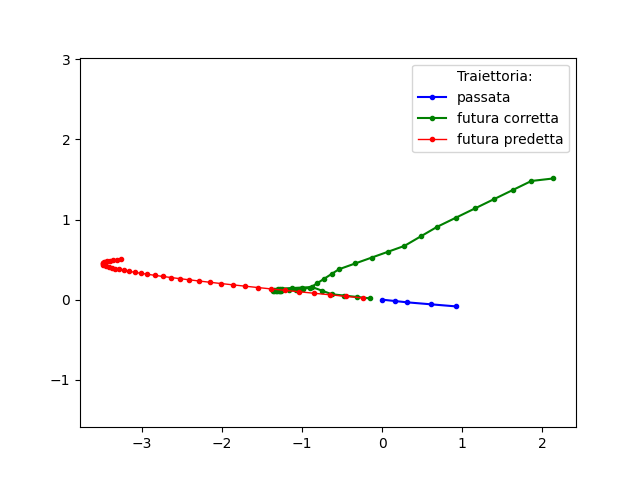 3
2
1
0
−1
−3
−2
−1
0
1
2
Traiettoria:
passata
futura corretta
futura predetta